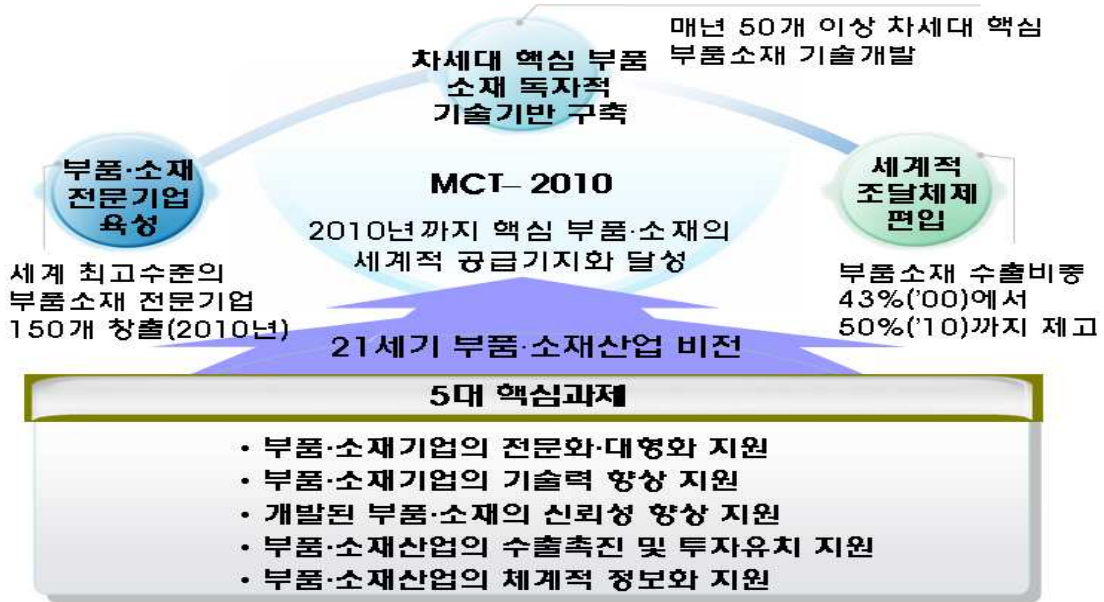 매년 50개 이상 차세대 핵심
부품소재 기술개발
차세대 핵심 부품
소재 독자적
기술기반 구축
부품·소재
전문기업
육성
세계적
조달체제
편입
MCT– 2010
2010년까지 핵심 부품·소재의
세계적 공급기지화 달성
세계 최고수준의
부품소재 전문기업
150개 창출(2010년)
부품소재 수출비중
43%('00)에서
50%('10)까지 제고
21세기 부품·소재산업 비전
5대 핵심과제
• 부품·소재기업의 전문화·대형화 지원
• 부품·소재기업의 기술력 향상 지원
• 개발된 부품·소재의 신뢰성 향상 지원
• 부품·소재산업의 수출촉진 및 투자유치 지원
• 부품·소재산업의 체계적 정보화 지원